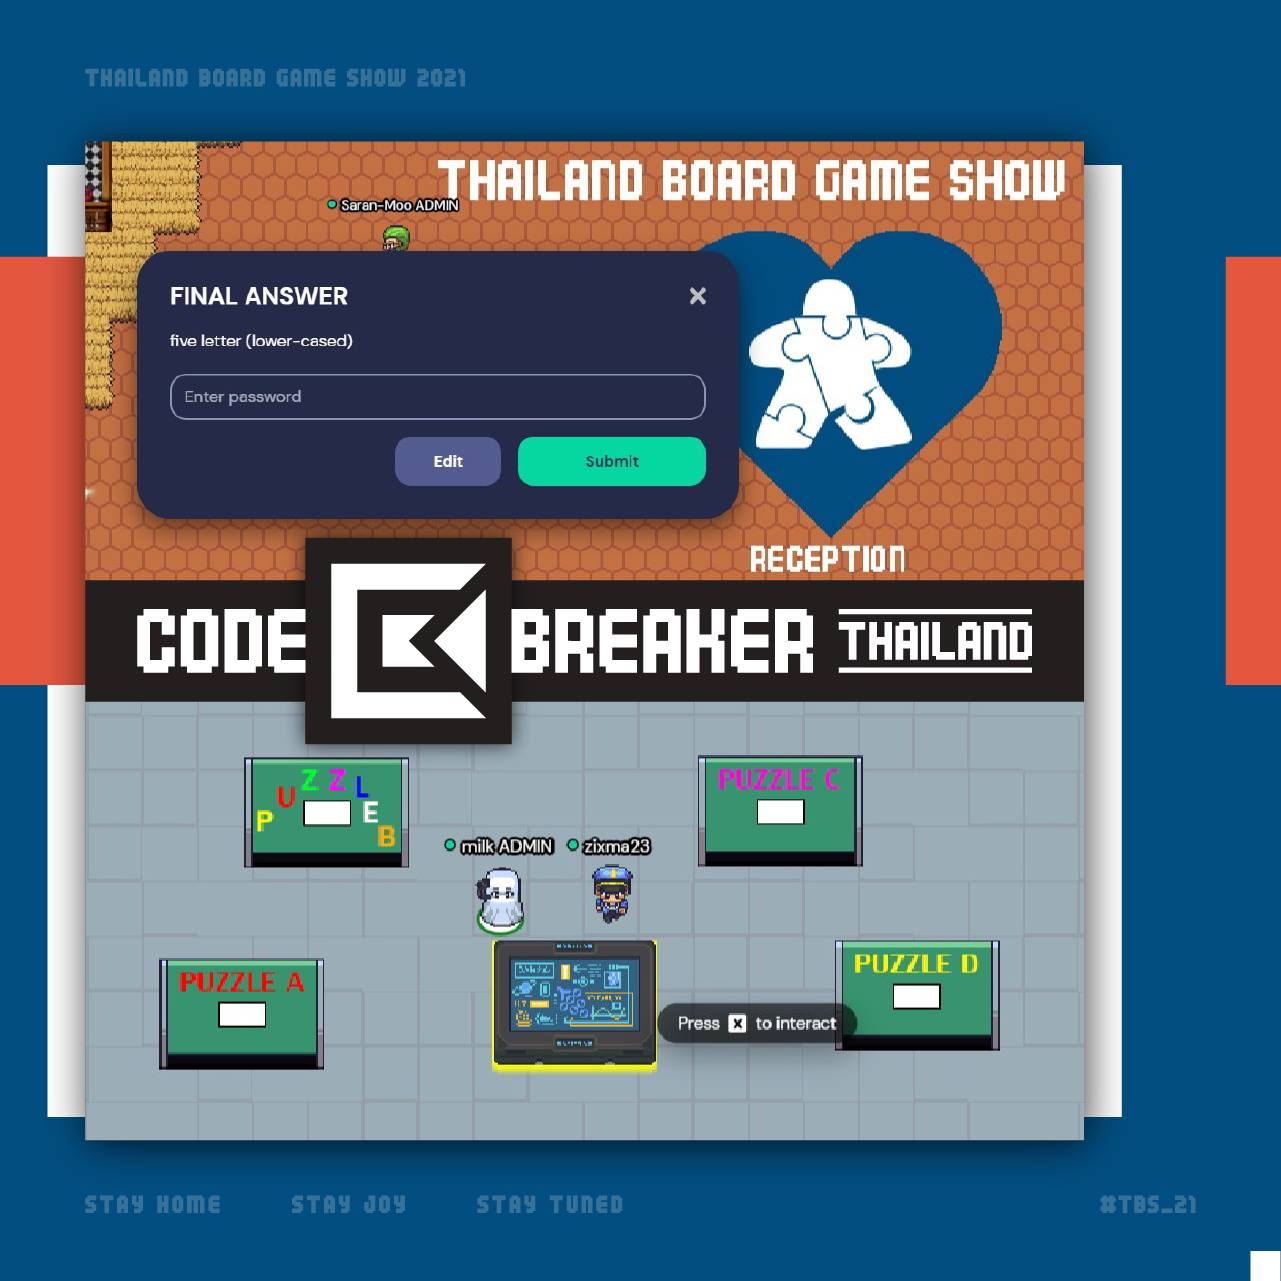 THAILAND BOARD GAME SHOW 2021
THAILAND BOARD GAME SHOW
Saran-Moo ADMIN
FINAL ANSWER
five letter (lower-cased)
Enter password
Edit
Submit
RECEPTION
CODE BREAKER THAILAND
PUZZLE B
PUZZLE C
milk ADMIN
zixma23
PUZZLE A
PUZZLE D
Press X to interact
STAY HOME STAY JOY STAY TUNED #TBS_21